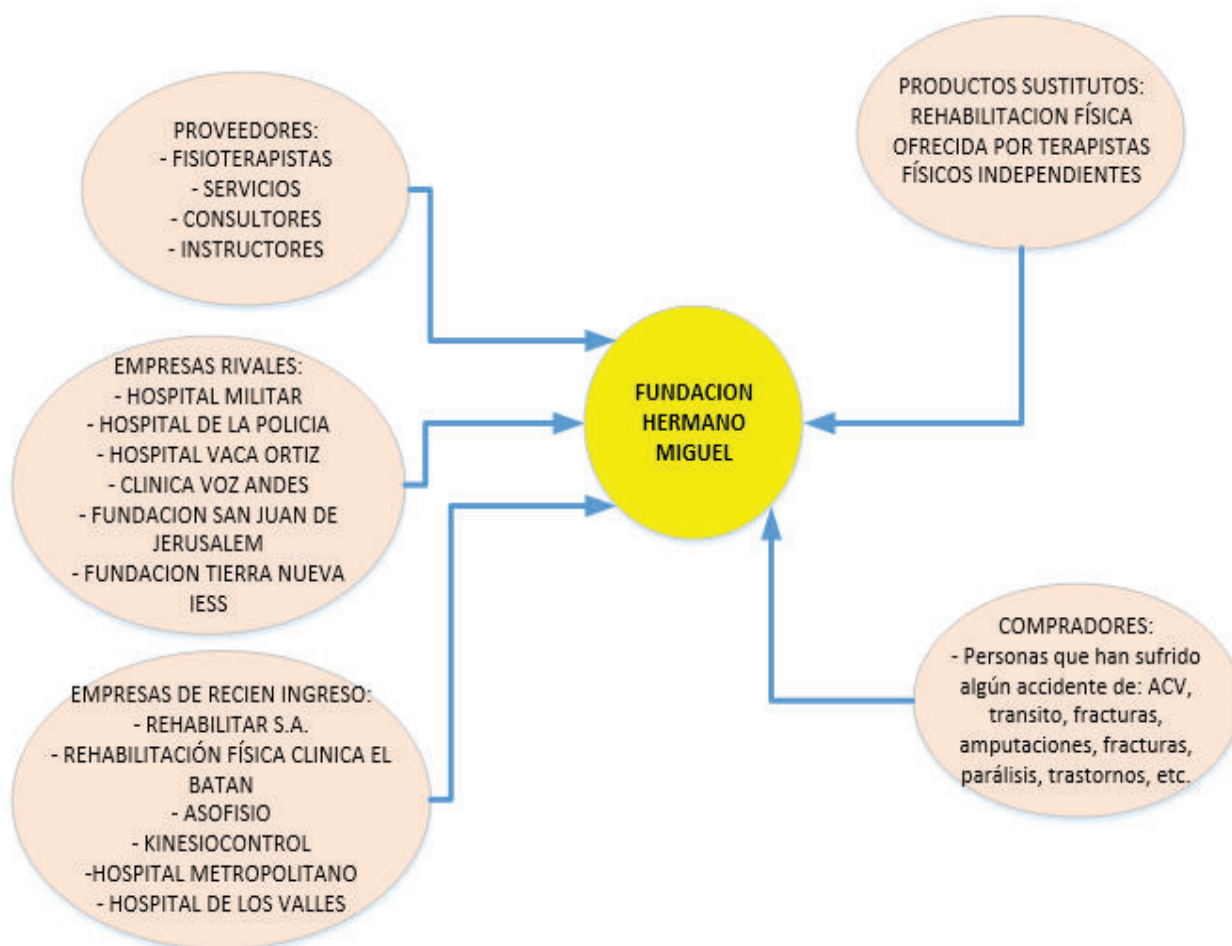 PROVEEDORES:
- FISIOTERAPISTAS
- SERVICIOS
- CONSULTORES
- INSTRUCTORES
PRODUCTOS SUSTITUTOS:
REHABILITACION FÍSICA
OFRECIDA POR TERAPISTAS
FÍSICOS INDEPENDIENTES
EMPRESAS RIVALES:
- HOSPITAL MILITAR
- HOSPITAL DE LA POLICIA
- HOSPITAL VACA ORTIZ
- CLINICA VOZ ANDES
- FUNDACION SAN JUAN DE
JERUSALEM
- FUNDACION TIERRA NUEVA
IESS
FUNDACION
HERMANO
MIGUEL
EMPRESAS DE RECIEN INGRESO:
- REHABILITAR S.A.
- REHABILITACIÓN FÍSICA CLINICA EL
BATAN
- ASOFISIO
- KINESIOCONTROL
-HOSPITAL METROPOLITANO
- HOSPITAL DE LOS VALLES
COMPRADORES:
- Personas que han sufrido
algún accidente de: ACV,
transito, fracturas,
amputaciones, fracturas,
parálisis, trastornos, etc.